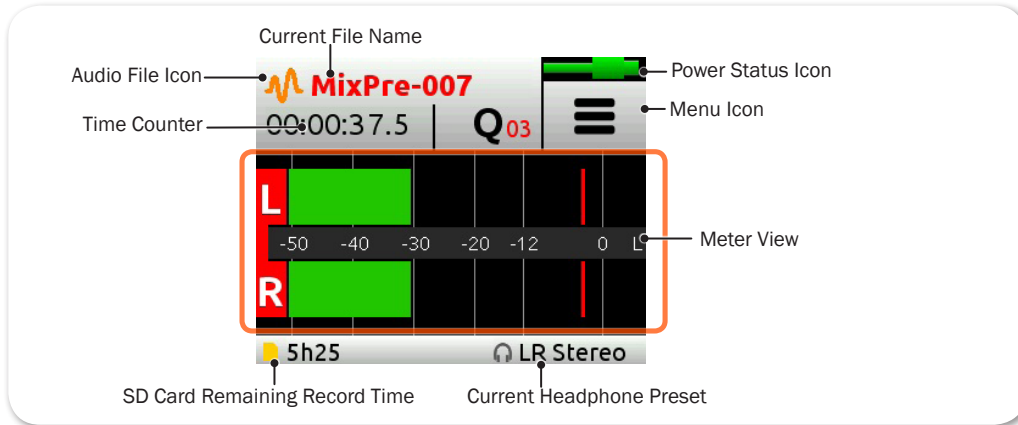 Current File Name
Audio File Icon
MixPre-007
Power Status Icon
Menu Icon
Time Counter
00:00:37.5
Q 03
L
-50 -40 -30 -20 -12 0 L
Meter View
R
5h25
LR Stereo
SD Card Remaining Record Time
Current Headphone Preset